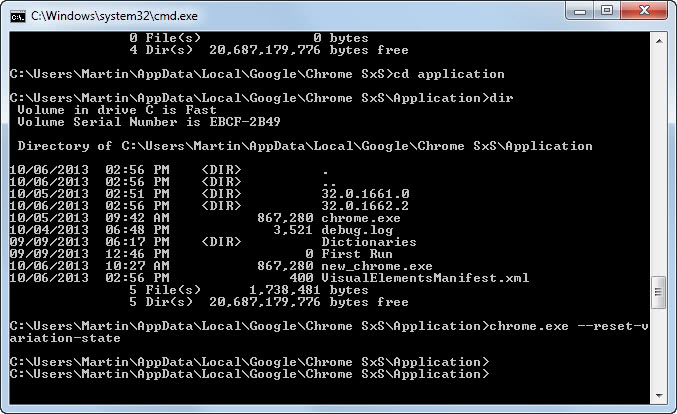 C:\Windows\system32\cmd.exe
0 File(s) 0 bytes
4 Dir(s) 20,687,179,776 bytes free
C:\Users\Martin\AppData\Local\Google\Chrome SxS>cd application
C:\Users\Martin\AppData\Local\Google\Chrome SxS\Application>dir
Volume in drive C is Fast
Volume Serial Number is EBCF-2B49
Directory of C:\Users\Martin\AppData\Local\Google\Chrome SxS\Application
10/06/2013 02:56 PM <DIR> .
10/06/2013 02:56 PM <DIR> ..
10/05/2013 02:51 PM <DIR> 32.0.1661.0
10/06/2013 02:56 PM <DIR> 32.0.1662.2
10/05/2013 09:42 AM 867,280 chrome.exe
10/04/2013 06:48 PM 3,521 debug.log
09/09/2013 06:17 PM <DIR> Dictionaries
09/09/2013 12:46 PM 0 First Run
10/06/2013 10:27 AM 867,280 new_chrome.exe
10/06/2013 02:56 PM 400 VisualElementsManifest.xml
5 File(s) 1,738,481 bytes
5 Dir(s) 20,687,179,776 bytes free
C:\Users\Martin\AppData\Local\Google\Chrome SxS\Application>chrome.exe --reset-v
ariation-state
C:\Users\Martin\AppData\Local\Google\Chrome SxS\Application>
C:\Users\Martin\AppData\Local\Google\Chrome SxS\Application>